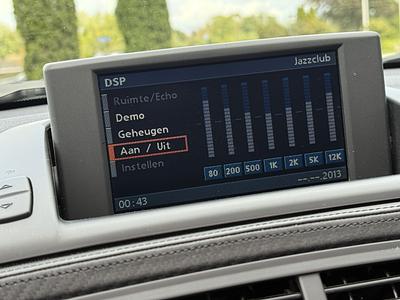 DSP
Jazzclub
Ruimte/Echo
Demo
Geheugen
Aan / Uit
Instellen
80 200 500 1K 2K 5K 12K
00:43
--.--.2013